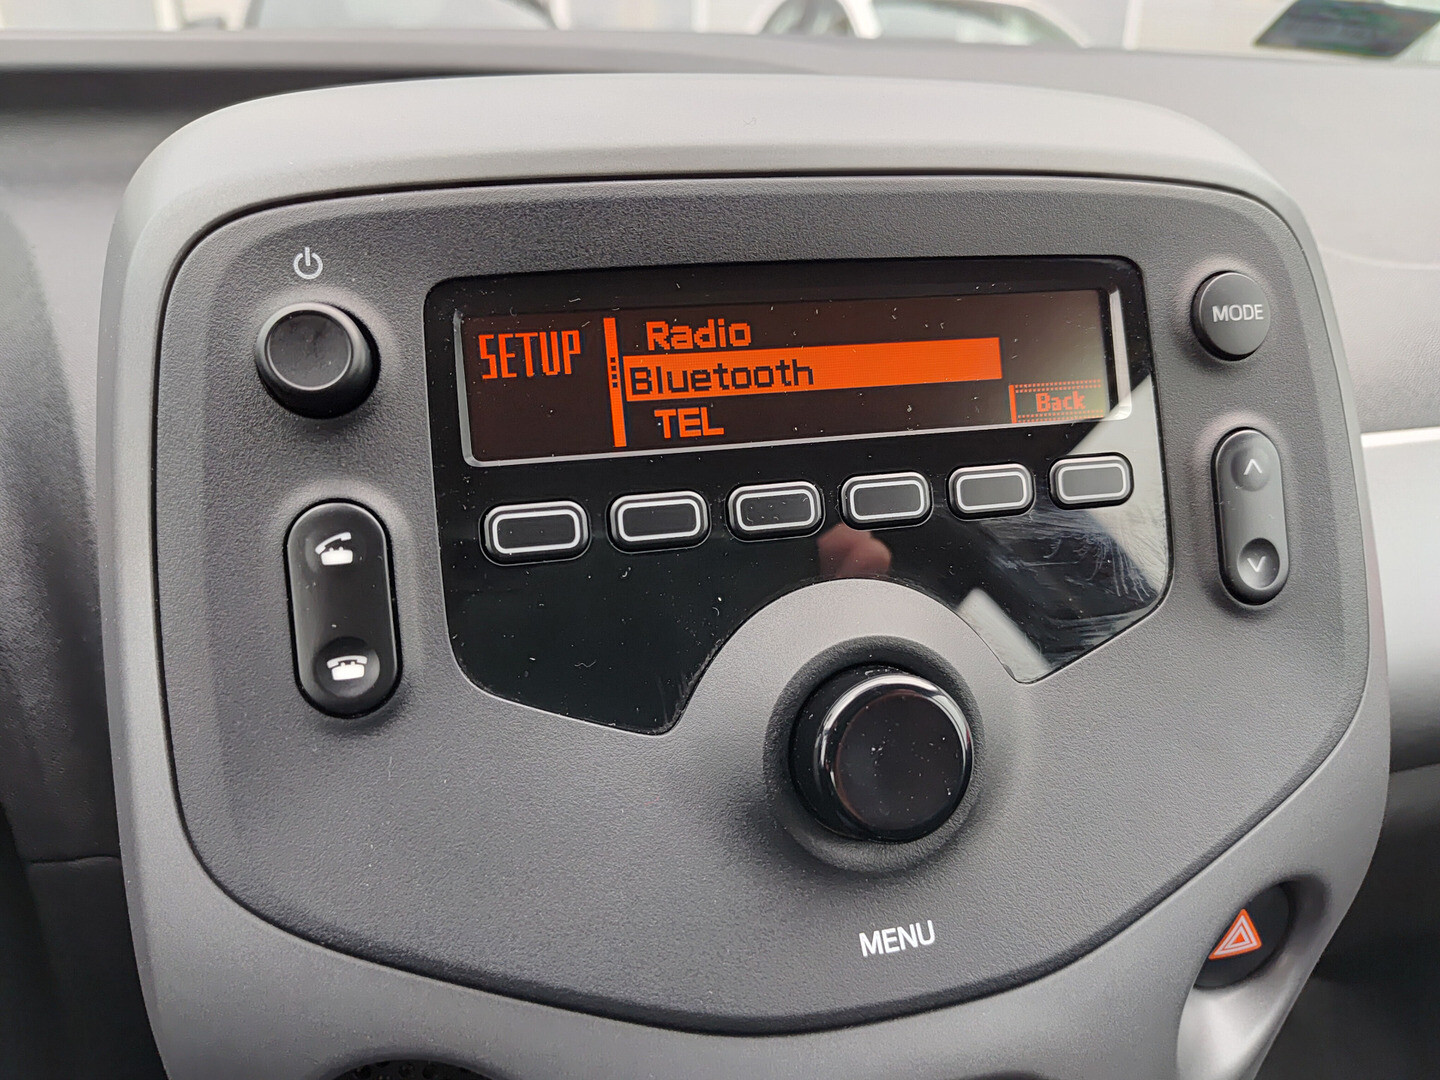 SETUP
Radio
Bluetooth
TEL
Back
MODE
MENU